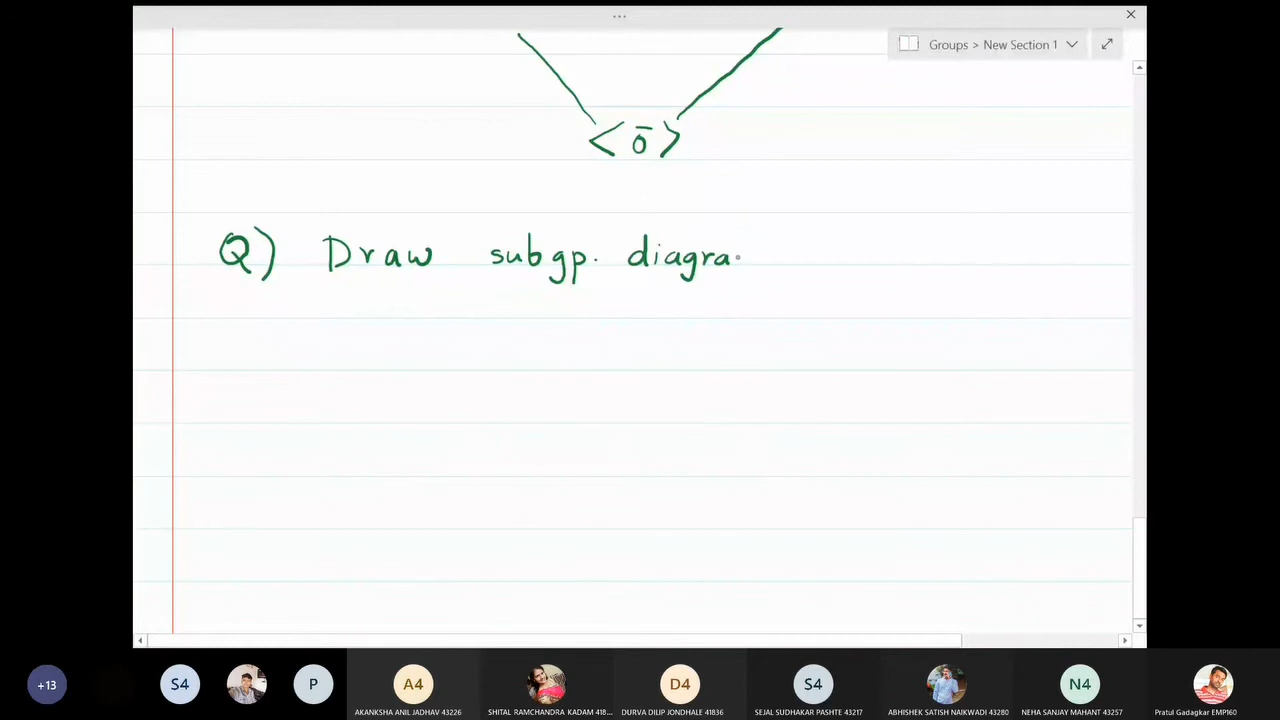 Groups > New Section 1
< 0̄ >
Q) Draw subgp. diagra
+13
S4
P
A4
D4
S4
N4
AKANKSHA ANIL JADHAV 43226
SHITAL RAMCHANDRA KADAM 418...
DURVA DILIP JONDHALE 41836
SEJAL SUDHAKAR PASHTE 43217
ABHISHEK SATISH NAIKWADI 43280
NEHA SANJAY MAHANT 43257
Pratul Gadagkar EMP160